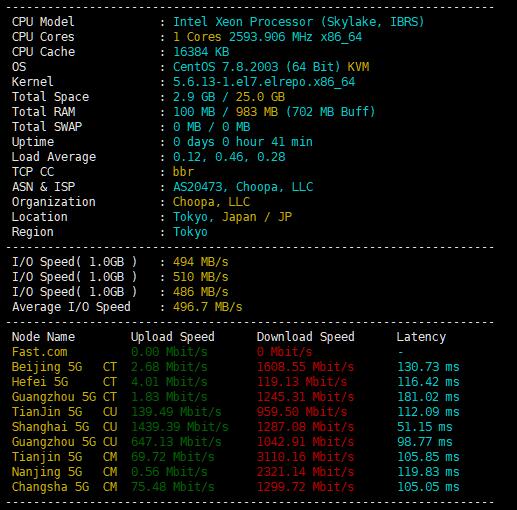 CPU Model : Intel Xeon Processor (Skylake, IBRS)
CPU Cores : 1 Cores 2593.906 MHz x86_64
CPU Cache : 16384 KB
OS : CentOS 7.8.2003 (64 Bit) KVM
Kernel : 5.6.13-1.el7.elrepo.x86_64
Total Space : 2.9 GB / 25.0 GB
Total RAM : 100 MB / 983 MB (702 MB Buff)
Total SWAP : 0 MB / 0 MB
Uptime : 0 days 0 hour 41 min
Load Average : 0.12, 0.46, 0.28
TCP CC : bbr
ASN & ISP : AS20473, Choopa, LLC
Organization : Choopa, LLC
Location : Tokyo, Japan / JP
Region : Tokyo
I/O Speed( 1.0GB ) : 494 MB/s
I/O Speed( 1.0GB ) : 510 MB/s
I/O Speed( 1.0GB ) : 486 MB/s
Average I/O Speed : 496.7 MB/s
Node Name Upload Speed Download Speed Latency
Fast.com 0.00 Mbit/s 0 Mbit/s -
Beijing 5G CT 2.68 Mbit/s 1608.55 Mbit/s 130.73 ms
Hefei 5G CT 4.01 Mbit/s 119.13 Mbit/s 116.42 ms
Guangzhou 5G CT 1.83 Mbit/s 1245.31 Mbit/s 181.02 ms
TianJin 5G CU 139.49 Mbit/s 959.50 Mbit/s 112.09 ms
Shanghai 5G CU 1439.39 Mbit/s 1287.08 Mbit/s 51.15 ms
Guangzhou 5G CU 647.13 Mbit/s 1042.91 Mbit/s 98.77 ms
Tianjin 5G CM 69.72 Mbit/s 3110.16 Mbit/s 105.85 ms
Nanjing 5G CM 0.56 Mbit/s 2321.14 Mbit/s 119.83 ms
Changsha 5G CM 75.48 Mbit/s 1299.72 Mbit/s 105.05 ms